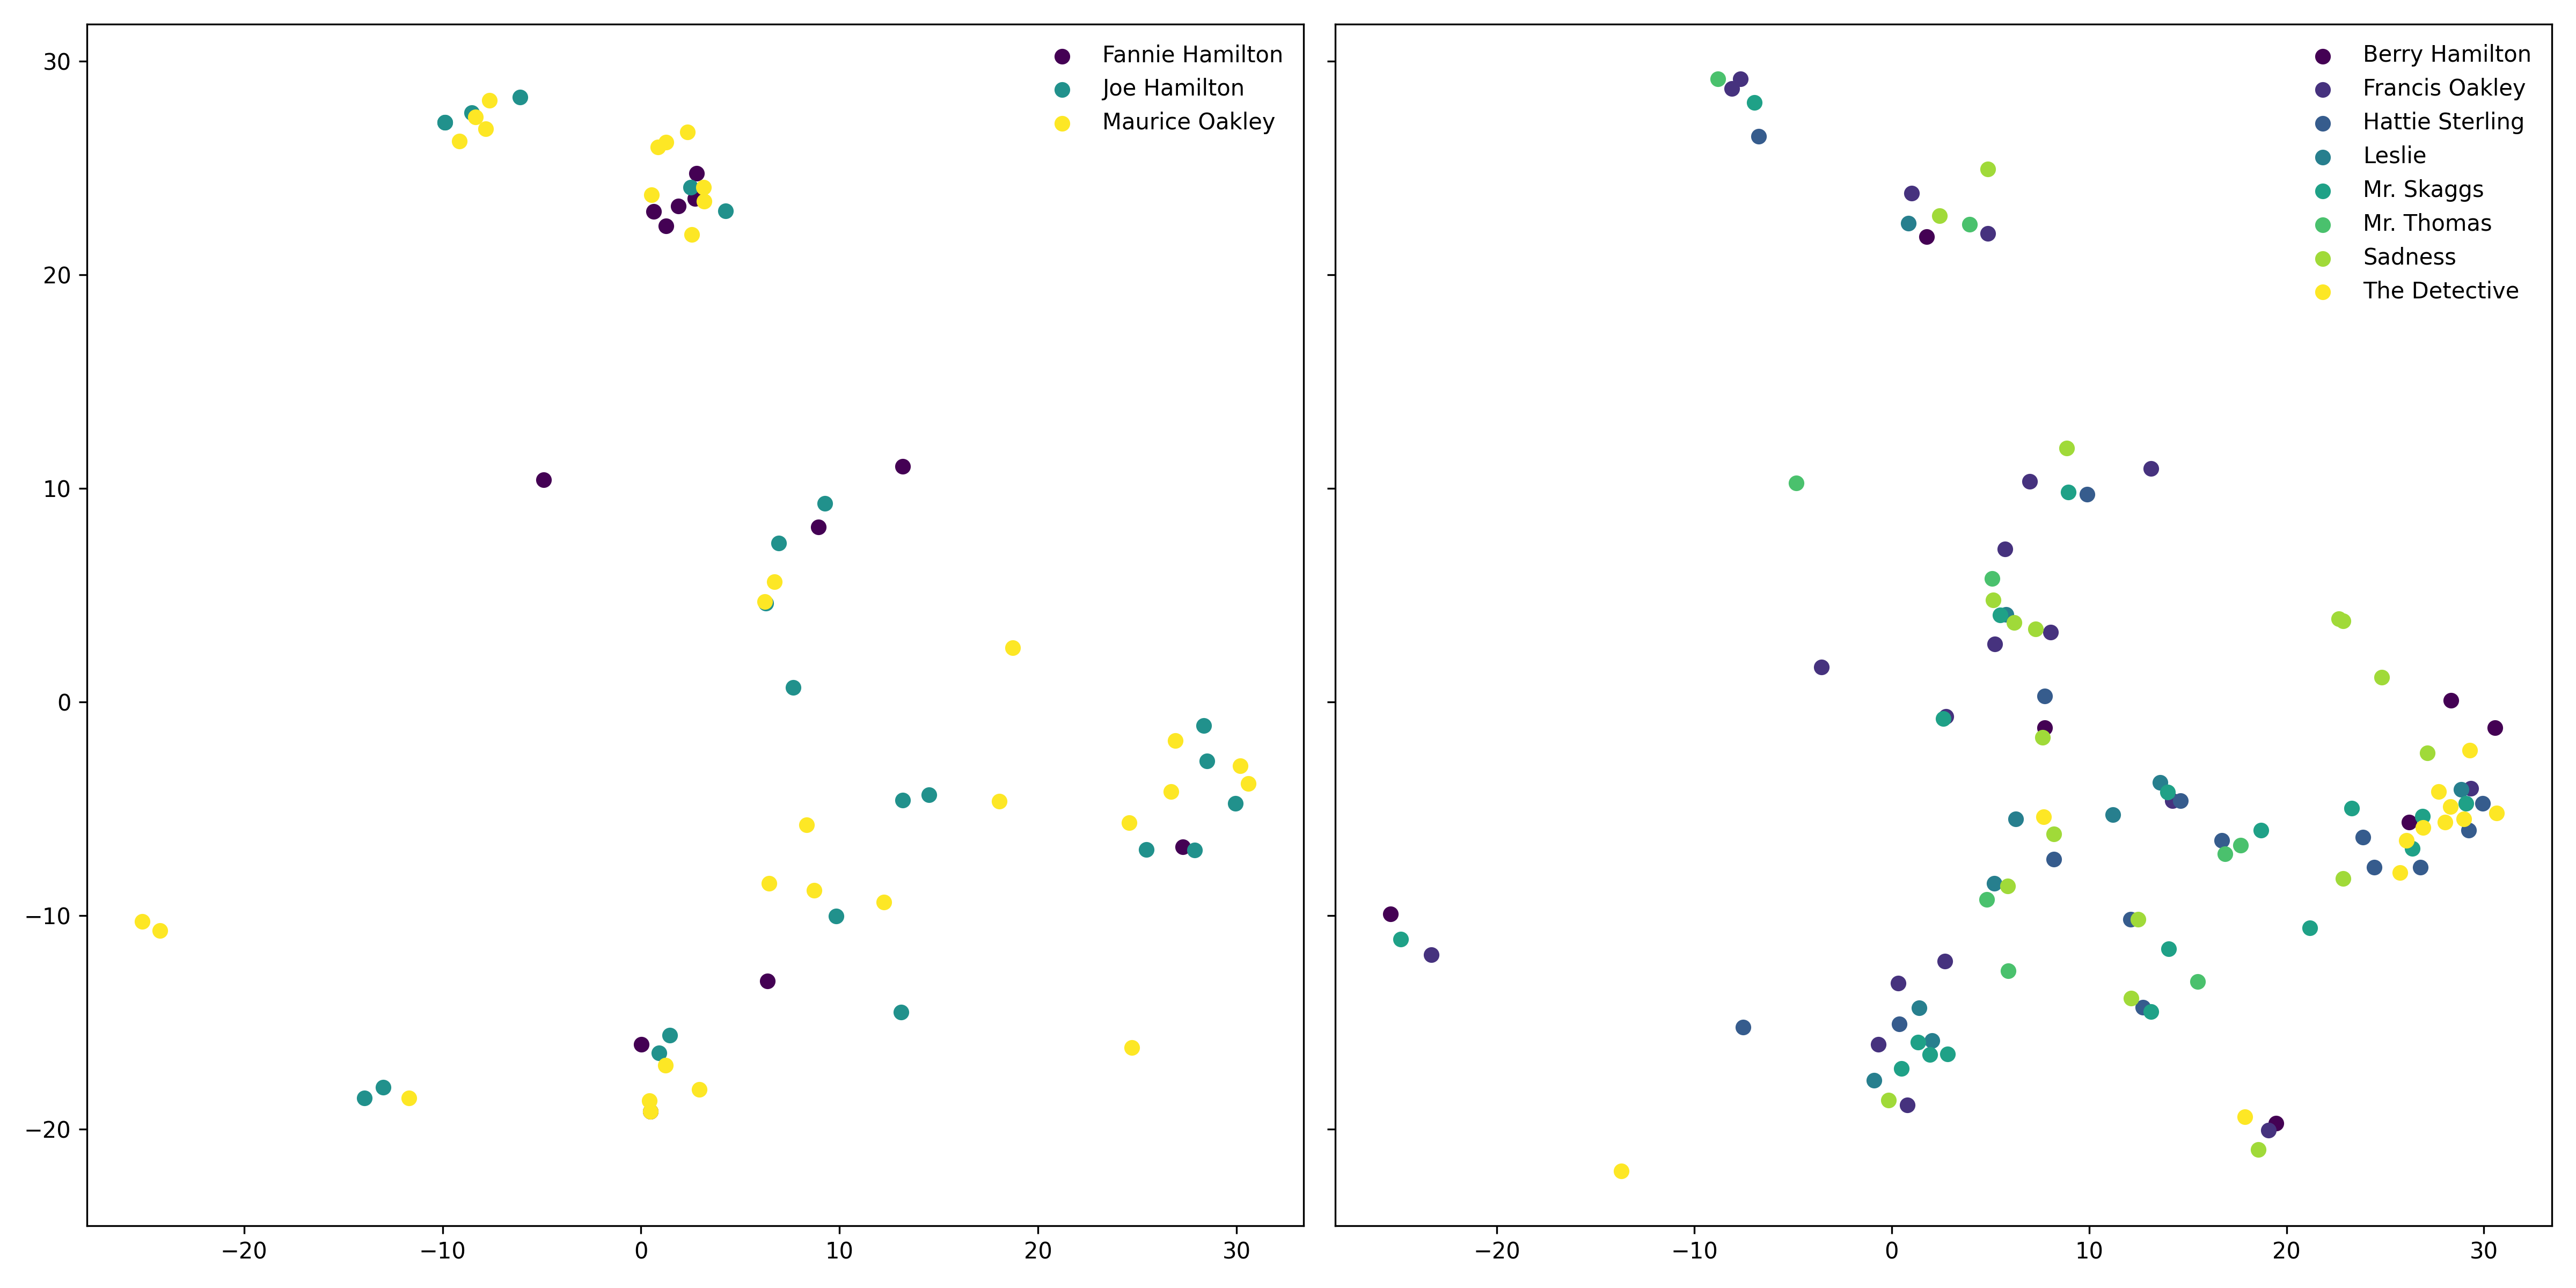 30
20
10
0
−10
−20
−20
−10
0
10
20
30
Fannie Hamilton
Joe Hamilton
Maurice Oakley
−20
−10
0
10
20
30
Berry Hamilton
Francis Oakley
Hattie Sterling
Leslie
Mr. Skaggs
Mr. Thomas
Sadness
The Detective